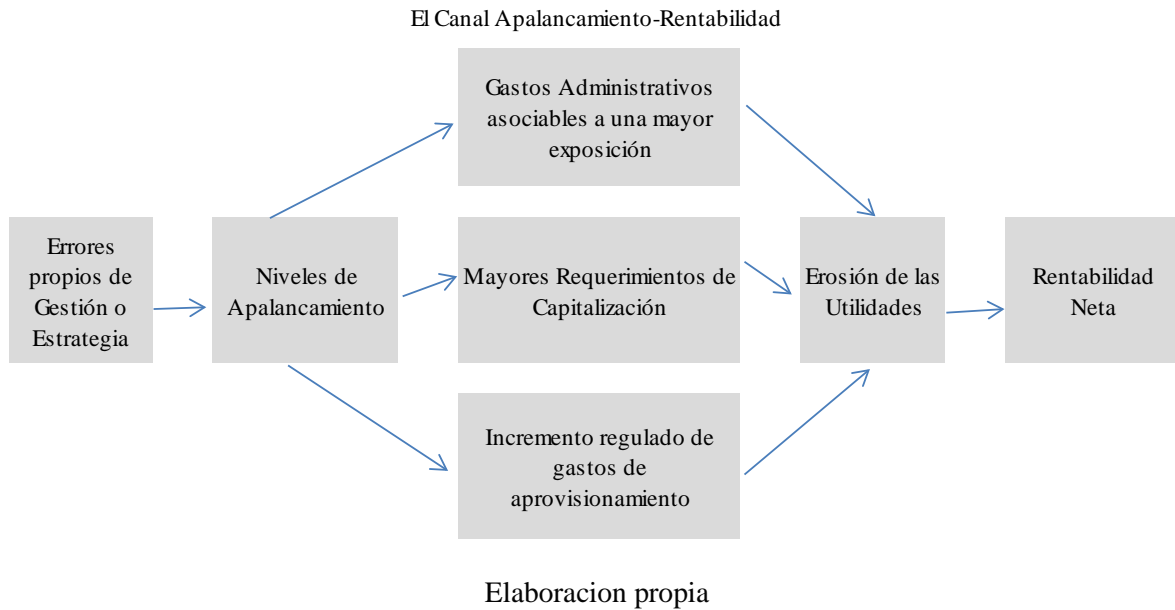 El Canal Apalancamiento-Rentabilidad
Gastos Administrativos
asociables a una mayor
exposición
Errores
propios de
Gestión o
Estrategia
Niveles de
Apalancamiento
Mayores Requerimientos de
Capitalización
Erosión de las
Utilidades
Rentabilidad
Neta
Incremento regulado de
gastos de
aprovisionamiento
Elaboracion propia